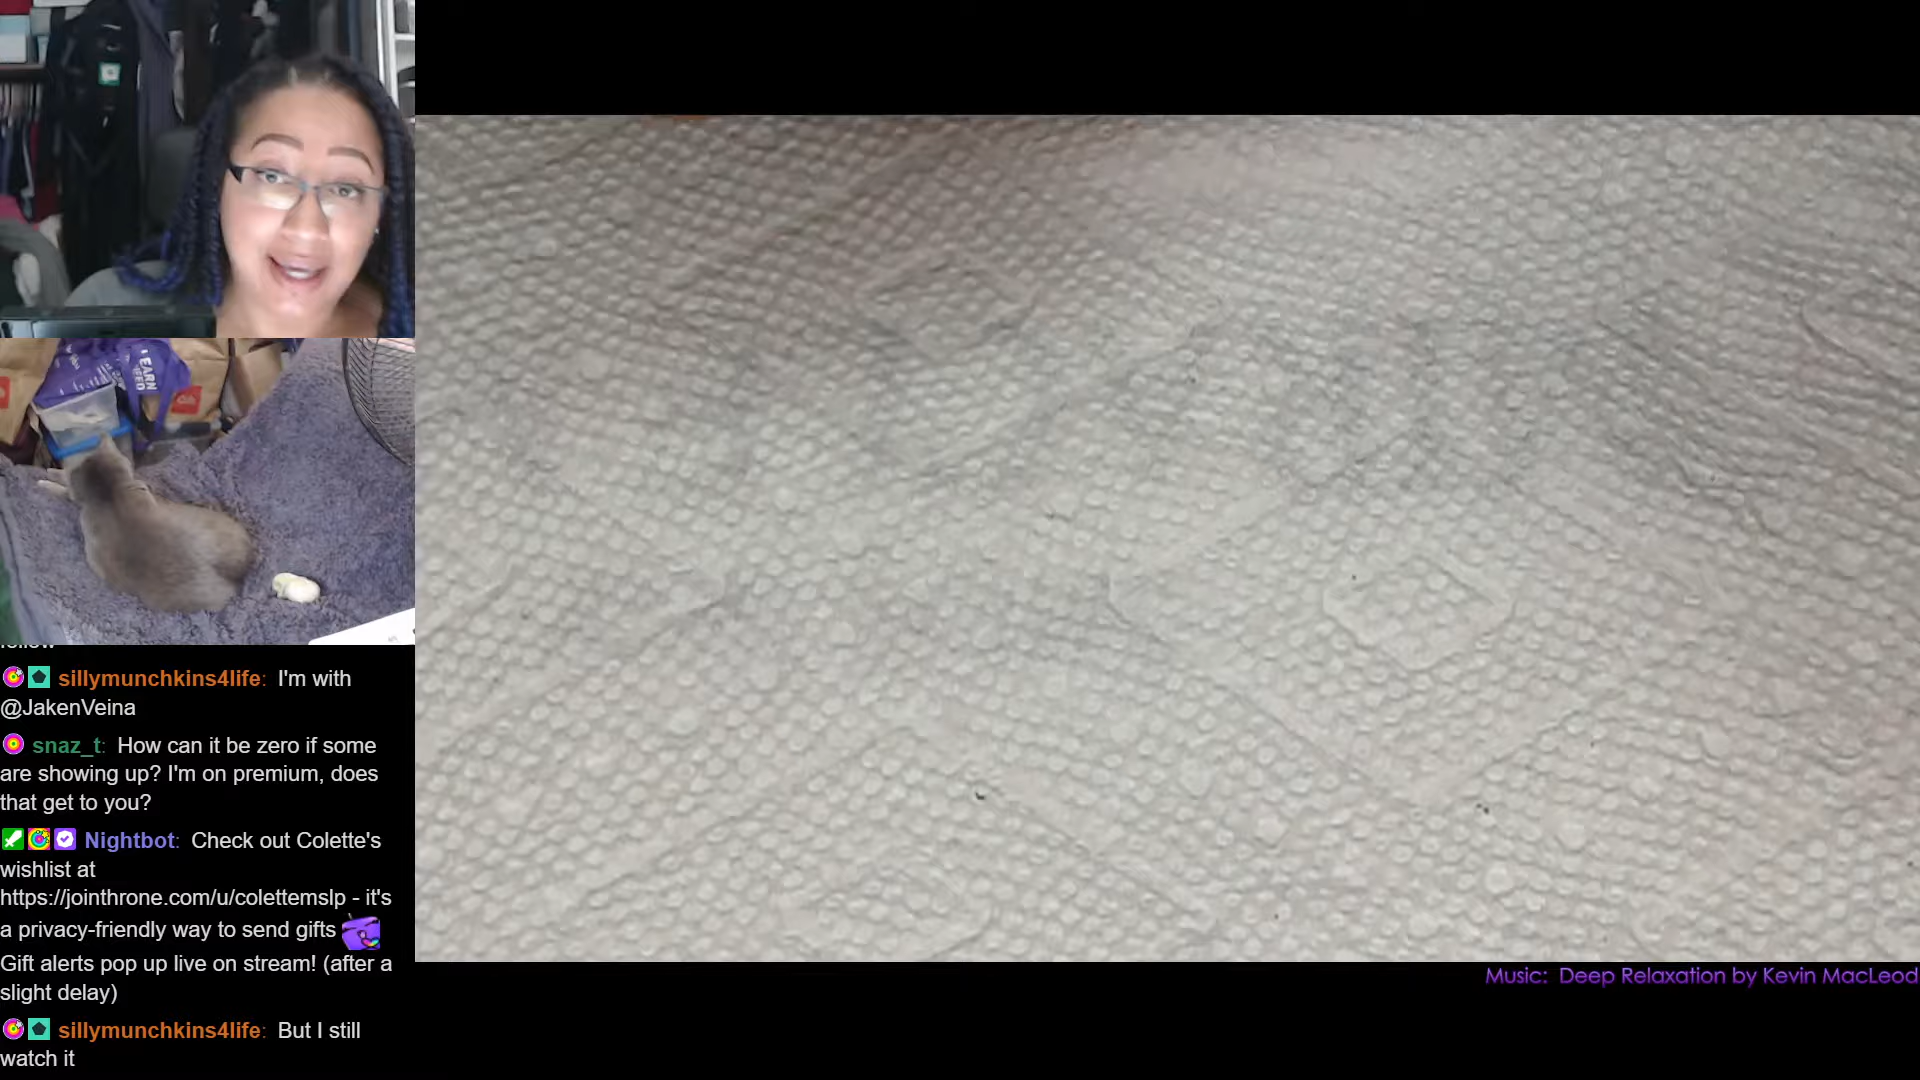 LEARN
sillymunchkins4life: I'm with
@JakenVeina
snaz_t: How can it be zero if some
are showing up? I'm on premium, does
that get to you?
Nightbot: Check out Colette's
wishlist at
https://jointhrone.com/u/colettemslp - it's
a privacy-friendly way to send gifts
Gift alerts pop up live on stream! (after a
slight delay)
sillymunchkins4life: But I still
watch it
Music: Deep Relaxation by Kevin MacLeod